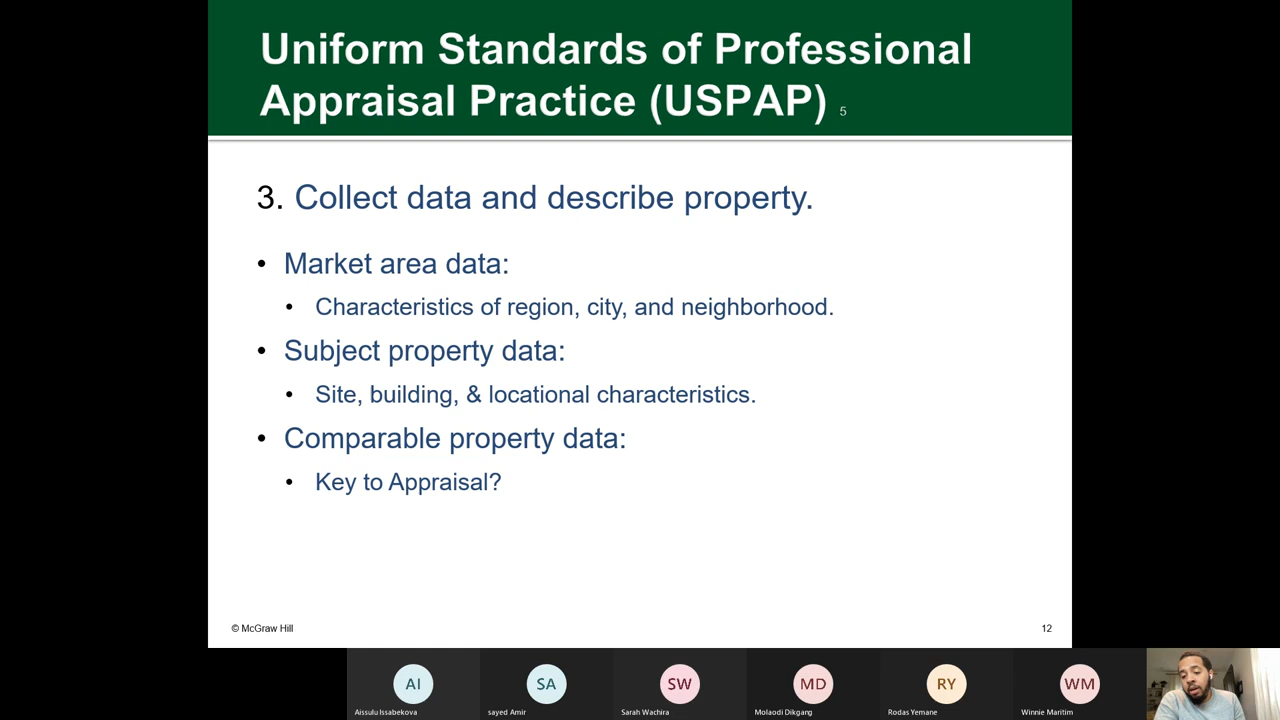 Uniform Standards of Professional
Appraisal Practice (USPAP) 5
3. Collect data and describe property.
• Market area data:
• Characteristics of region, city, and neighborhood.
• Subject property data:
• Site, building, & locational characteristics.
• Comparable property data:
• Key to Appraisal?
© McGraw Hill
12
AI
SA
SW
MD
RY
WM
Aissulu Issabekova
sayed Amir
Sarah Wachira
Molaodi Dikgang
Rodas Yemane
Winnie Maritim